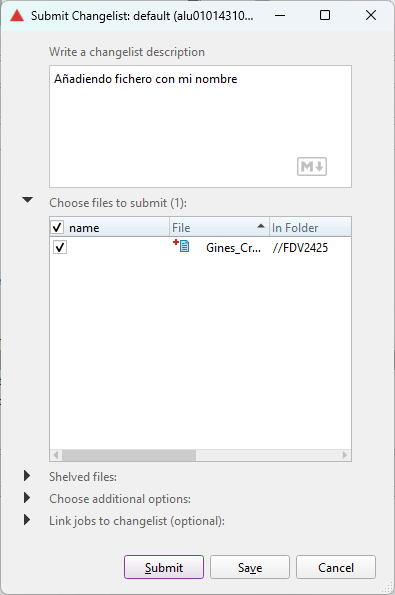 Submit Changelist: default (alu01014310...
Write a changelist description
Añadiendo fichero con mi nombre
M
Choose files to submit (1):
name File In Folder
Gines_Cr... //FDV2425
Shelved files:
Choose additional options:
Link jobs to changelist (optional):
Submit Save Cancel